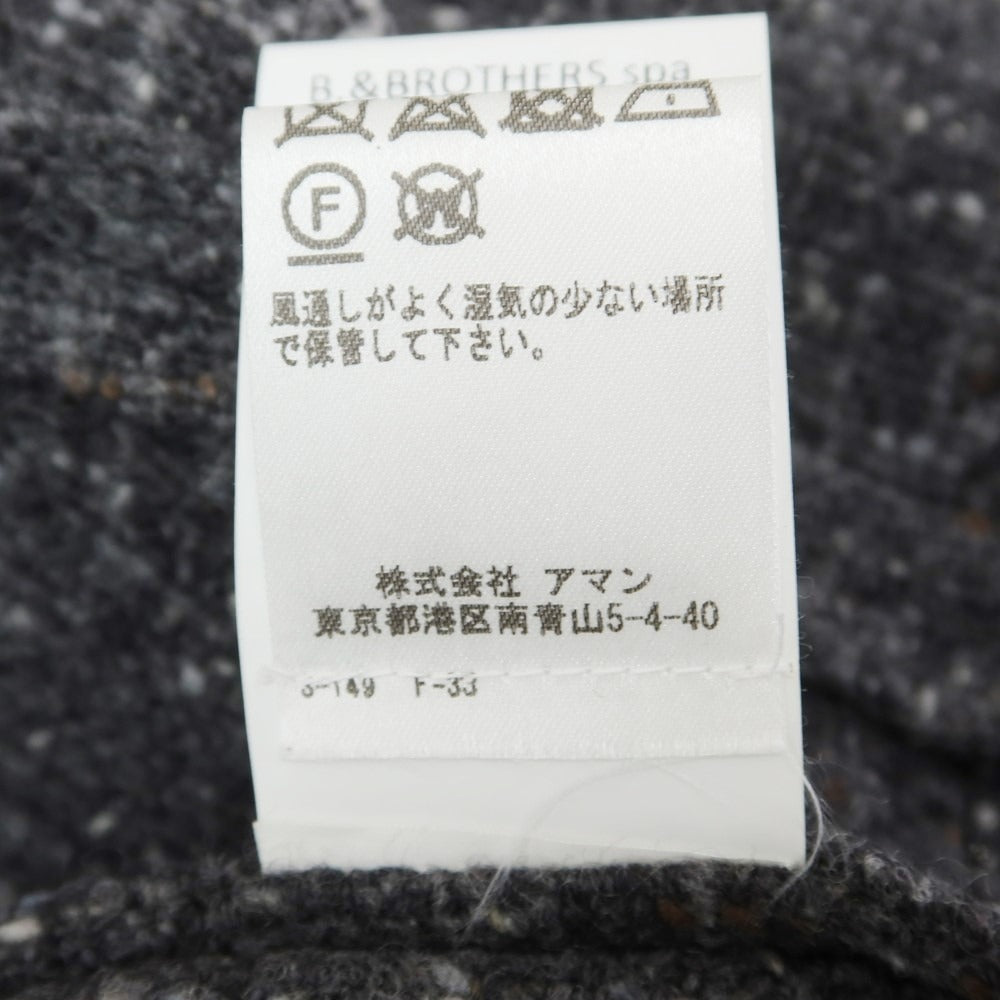 B.&BROTHERS spa
F
W
風通しがよく湿気の少ない場所
で保管して下さい。
株式会社 アマン
東京都港区南青山5-4-40
S-149 F-33